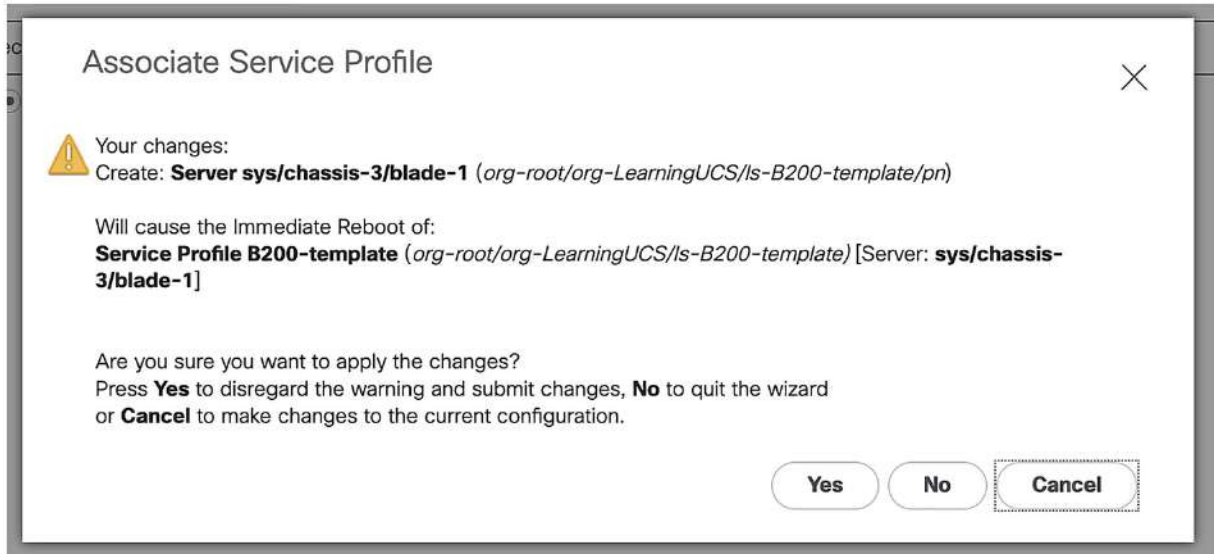 ec
Associate Service Profile
Your changes:
Create: Server sys/chassis-3/blade-1 (org-root/org-LearningUCS/ls-B200-template/pn)
Will cause the Immediate Reboot of:
Service Profile B200-template (org-root/org-LearningUCS/ls-B200-template) [Server: sys/chassis-
3/blade-1]
Are you sure you want to apply the changes?
Press Yes to disregard the warning and submit changes, No to quit the wizard
or Cancel to make changes to the current configuration.
Yes No Cancel